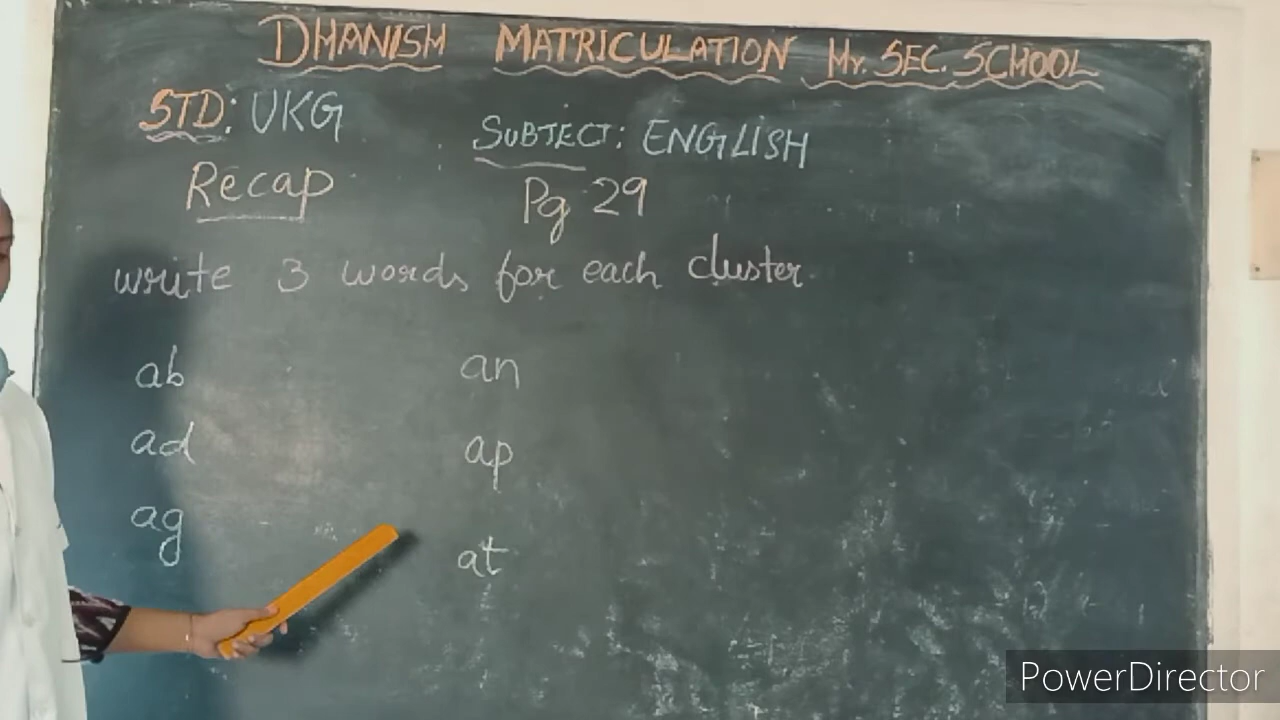 DHANISH MATRICULATION Hr. SEC. SCHOOL
STD: UKG
SUBJECT: ENGLISH
Recap
Pg 29
write 3 words for each cluster
ab an
ad ap
ag at
PowerDirector